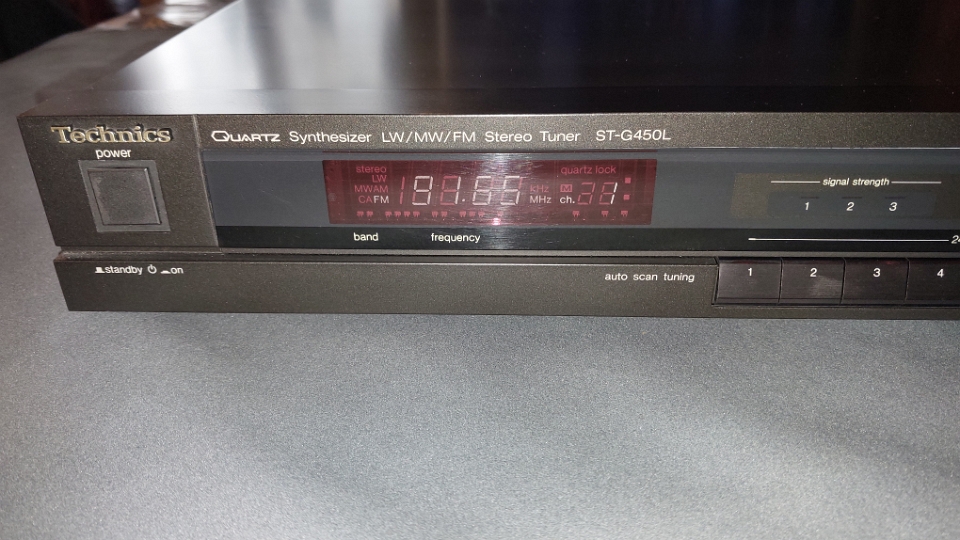 Technics
power
QUARTZ Synthesizer LW/MW/FM Stereo Tuner ST-G450L
stereo
LW
MWAM
CAFM
KHz
MHz
quartz lock
ch.
band
frequency
signal strength
1 2 3
standby on
auto scan tuning
1 2 3 4